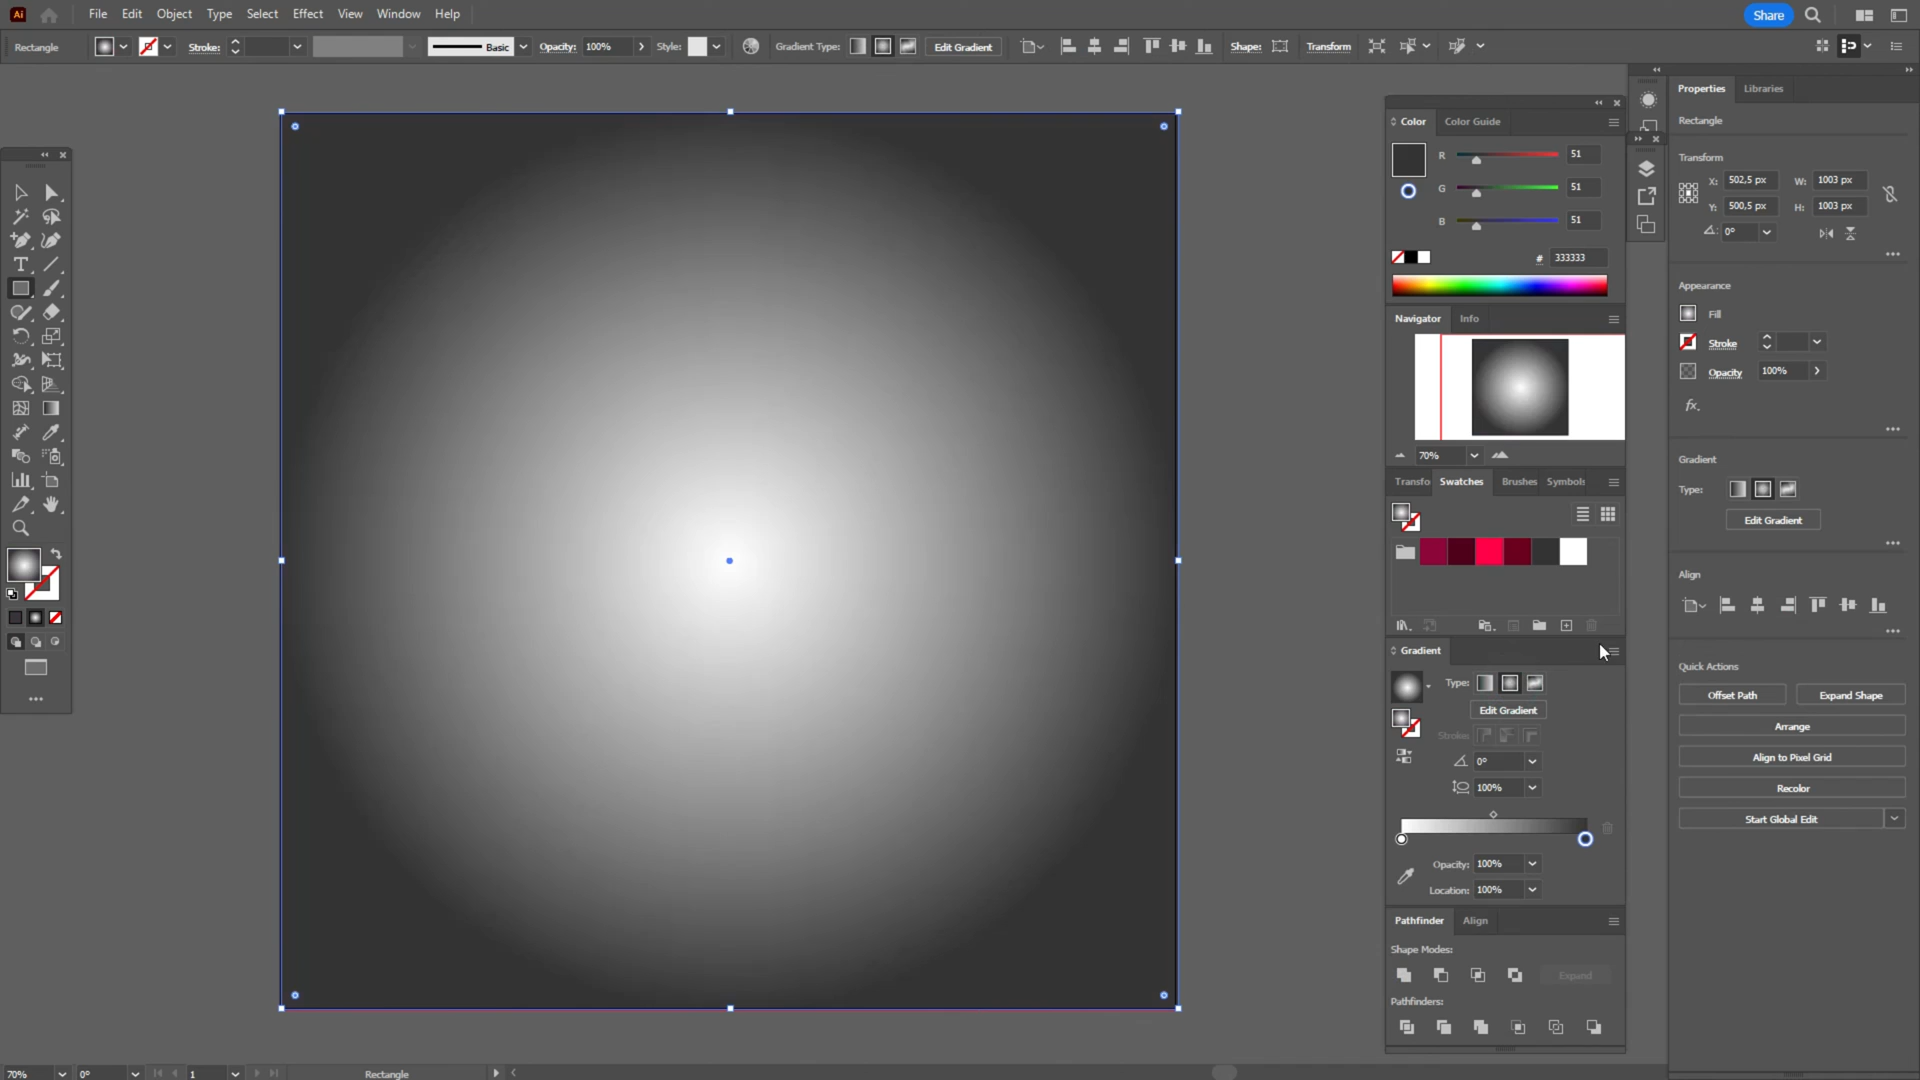 Ai File Edit Object Type Select Effect View Window Help Share
Rectangle Stroke: Basic Opacity: 100% Style: Gradient Type: Edit Gradient Shape: Transform
Color Color Guide
R 51
G 51
B 51
# 333333
Navigator Info
70%
Transfo Swatches Brushes Symbols
Gradient
Type:
Edit Gradient
Strokes
0°
100%
Opacity: 100%
Location: 100%
Pathfinder Align
Shape Modes:
Expand
Pathfinders:
Properties Libraries
Rectangle
Transform
X: 502,5 px W: 1003 px
Y: 500,5 px H: 1003 px
0°
Appearance
Fill
Stroke
Opacity 100%
fx.
Gradient
Type:
Edit Gradient
Align
Quick Actions
Offset Path Expand Shape
Arrange
Align to Pixel Grid
Recolor
Start Global Edit
70% 0° 1 Rectangle